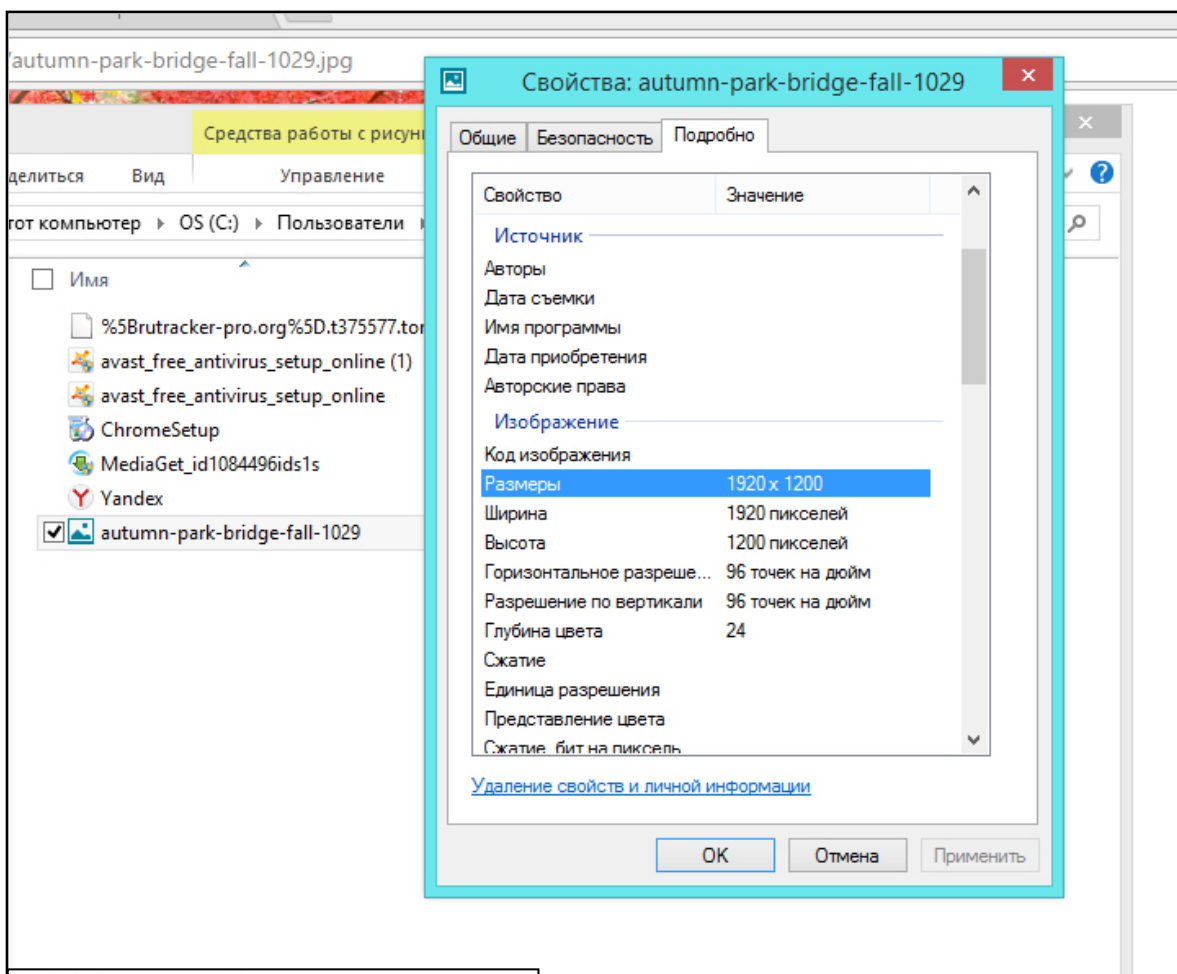 /autumn-park-bridge-fall-1029.jpg
Свойства: autumn-park-bridge-fall-1029
Средства работы с рисун
Общие Безопасность Подробно
делиться Вид Управление
Свойство Значение
тот компьютер OS (C:) Пользователи
Источник
Авторы
Имя
Дата съемки
%5Brutracker-pro.org%5D.t375577.tor
Имя программы
avast_free_antivirus_setup_online (1)
Дата приобретения
avast_free_antivirus_setup_online
Авторские права
ChromeSetup
Изображение
MediaGet_id1084496ids1s
Код изображения
Yandex
Размеры 1920 x 1200
autumn-park-bridge-fall-1029
Ширина 1920 пикселей
Высота 1200 пикселей
Горизонтальное разреше... 96 точек на дюйм
Разрешение по вертикали 96 точек на дюйм
Глубина цвета 24
Сжатие
Единица разрешения
Представление цвета
Сжатие, бит на пиксель
Удаление свойств и личной информации
OK Отмена Применить